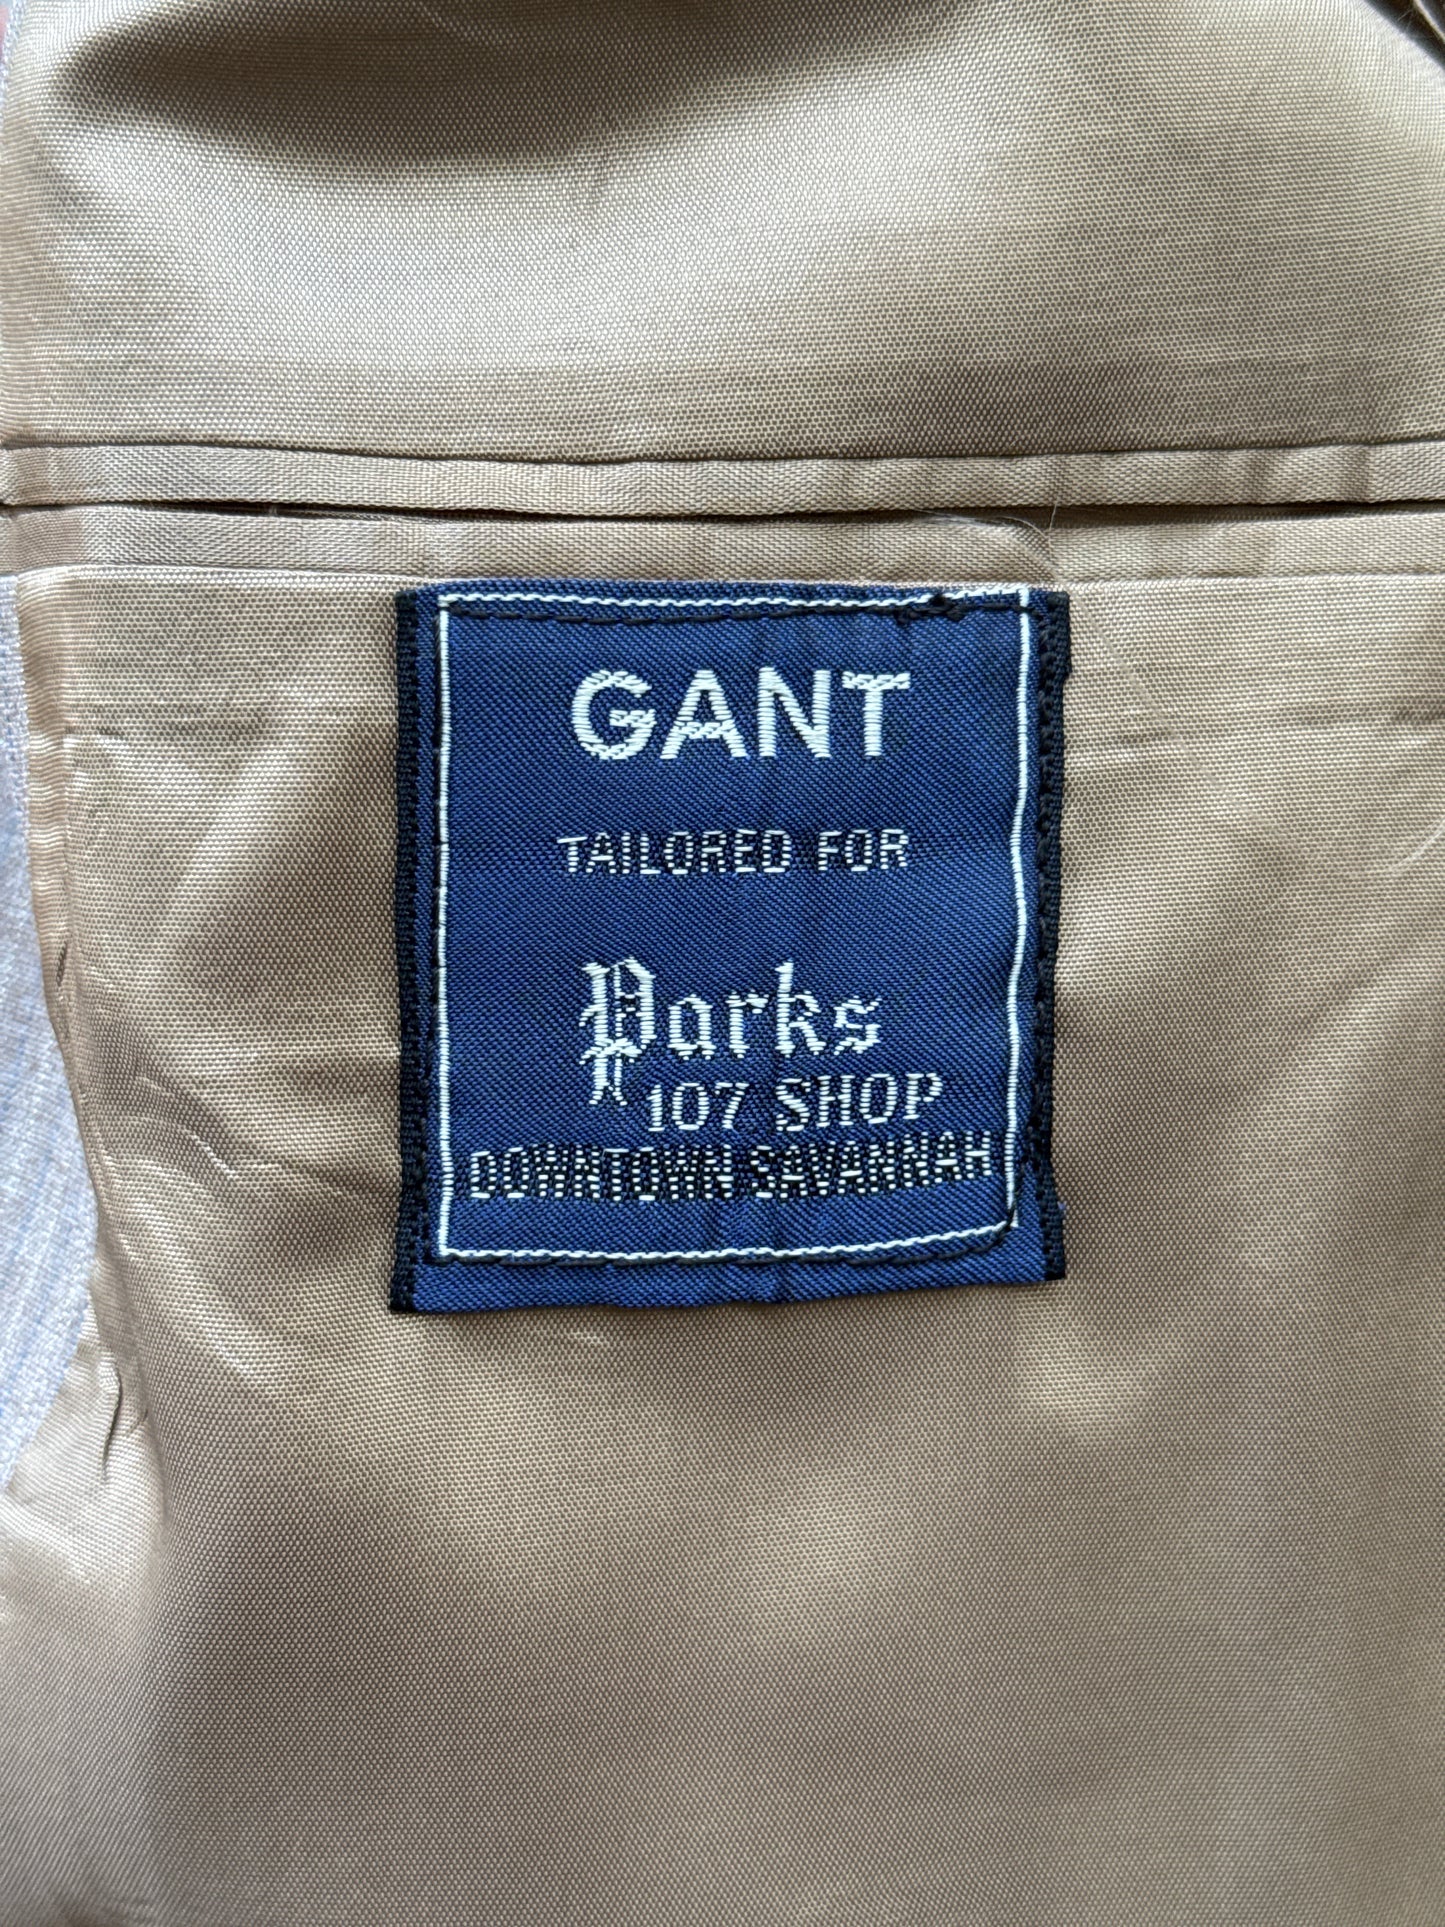 GANT
TAILORED FOR
Parks
107 SHOP
DOWNTOWN SAVANNAH